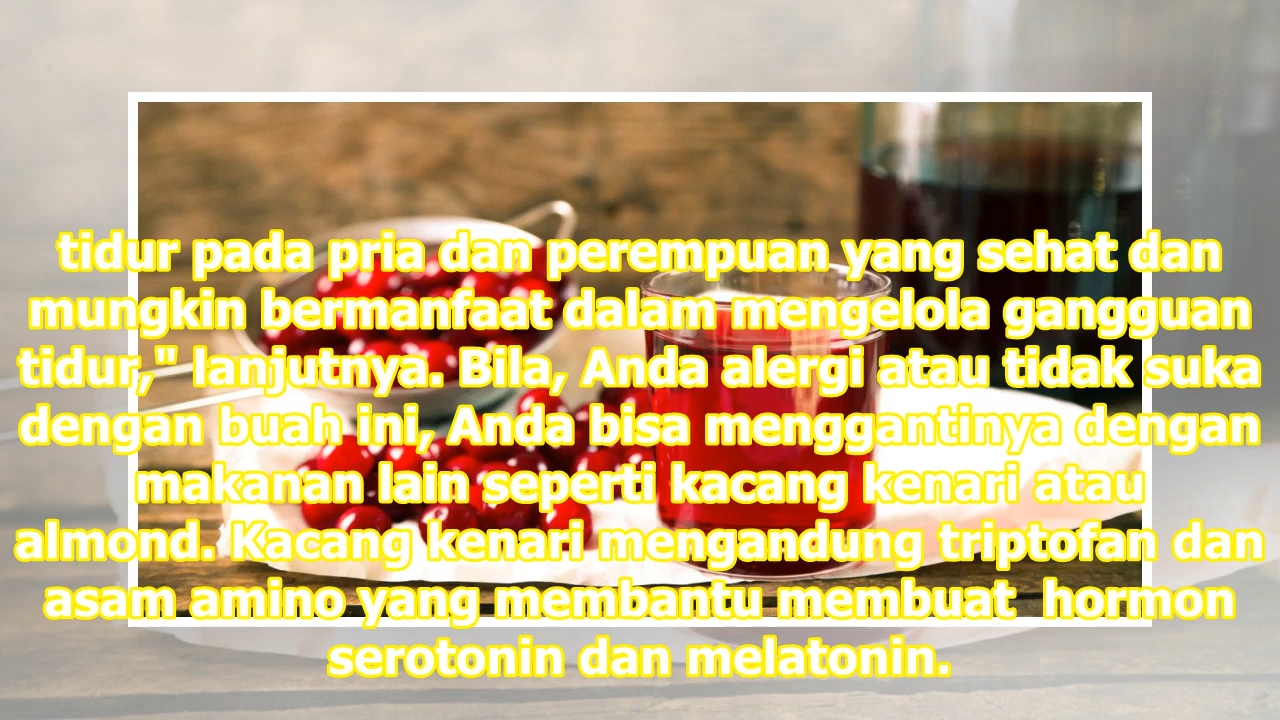 tidur pada pria dan perempuan yang sehat dan
mungkin bermanfaat dalam mengelola gangguan
tidur," lanjutnya. Bila, Anda alergi atau tidak suka
dengan buah ini, Anda bisa menggantinya dengan
makanan lain seperti kacang kenari atau
almond. Kacang kenari mengandung triptofan dan
asam amino yang membantu membuat  hormon
serotonin dan melatonin.